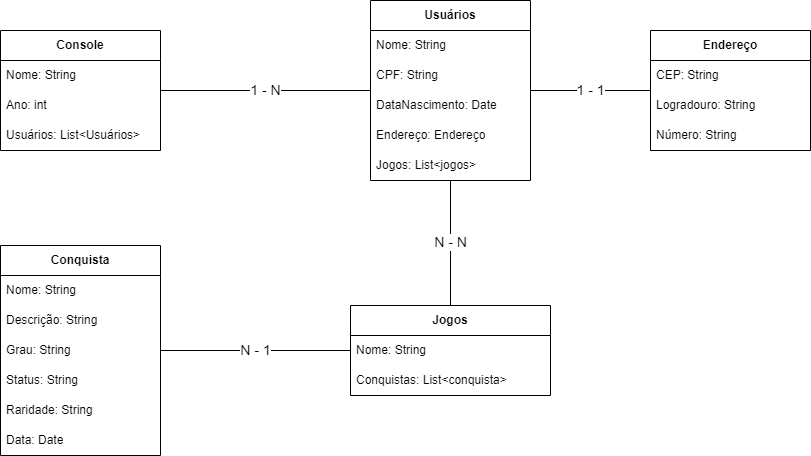 Console
Nome: String
Ano: int
Usuários: List<Usuários>
1 - N
Usuários
Nome: String
CPF: String
DataNascimento: Date
Endereço: Endereço
Jogos: List<jogos>
1 - 1
Endereço
CEP: String
Logradouro: String
Número: String
N - N
Conquista
Nome: String
Descrição: String
Grau: String
Status: String
Raridade: String
Data: Date
N - 1
Jogos
Nome: String
Conquistas: List<conquista>